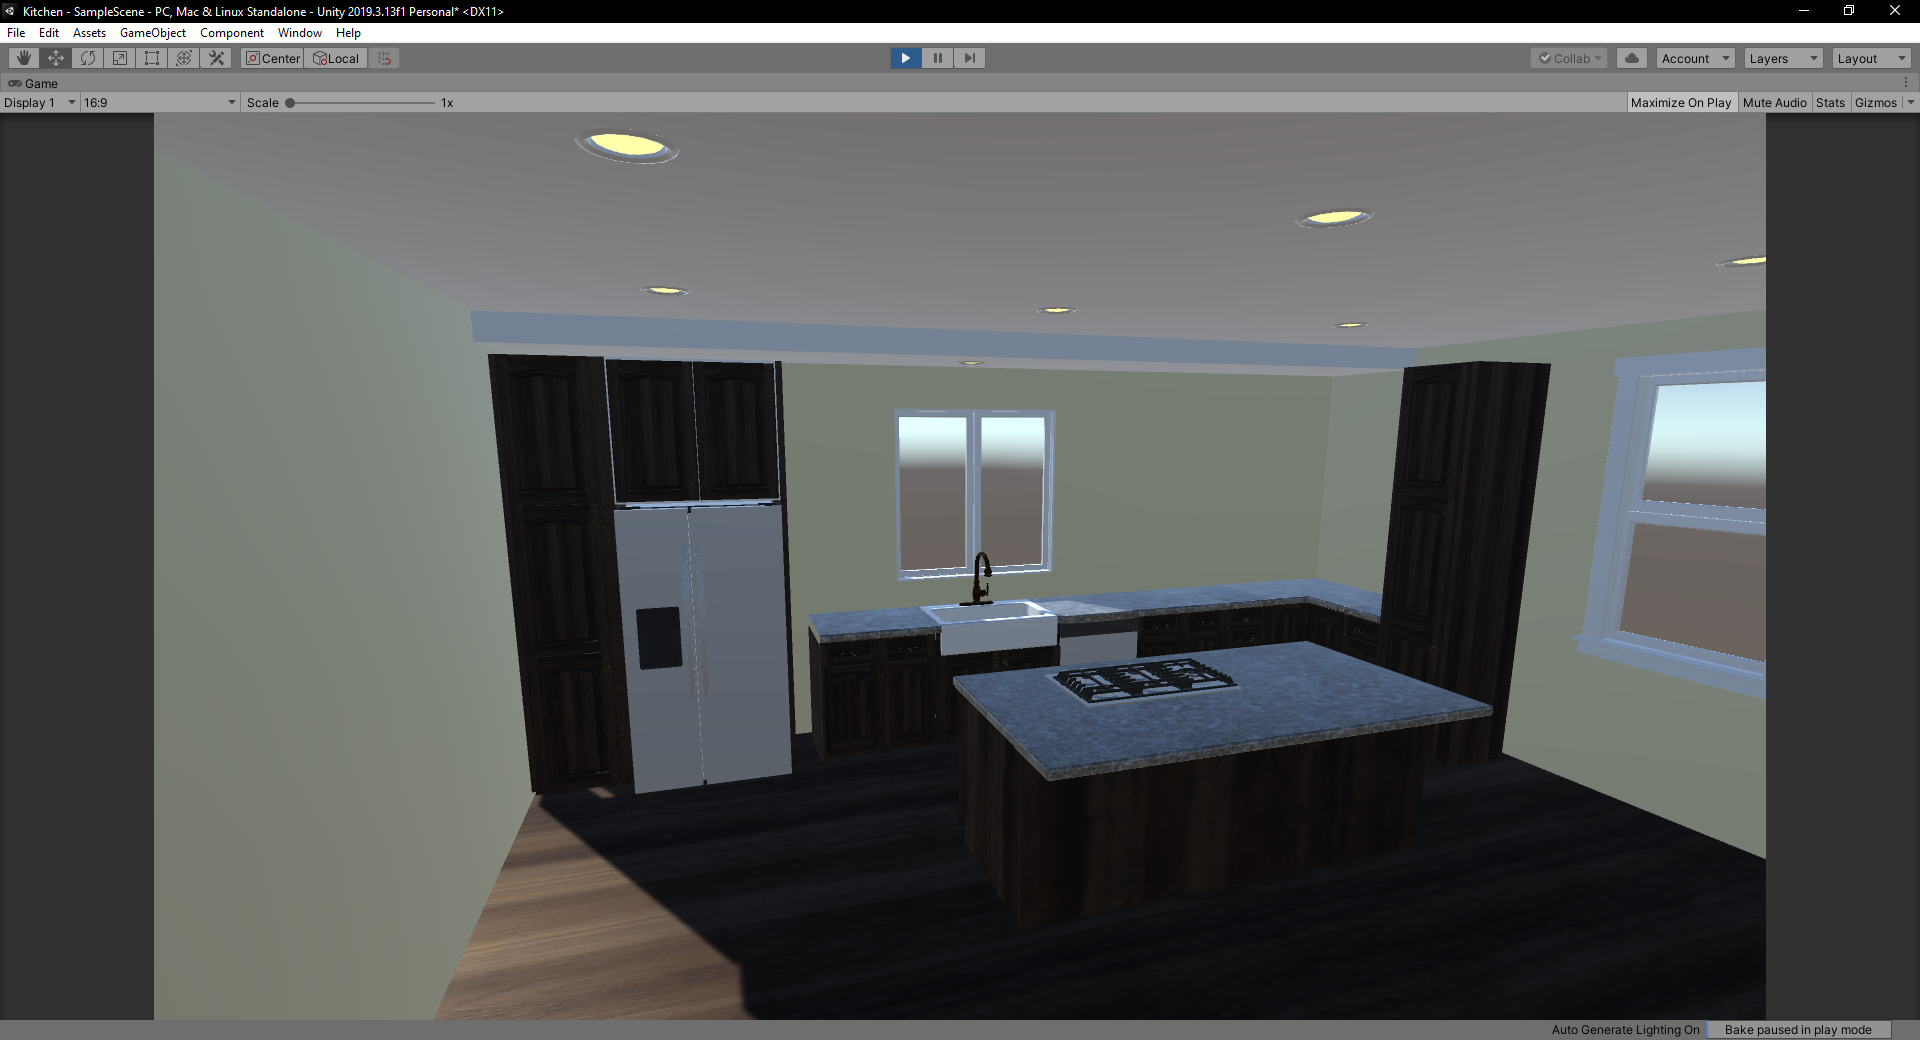 Kitchen - SampleScene - PC, Mac & Linux Standalone - Unity 2019.3.13f1 Personal* <DX11>
File Edit Assets GameObject Component Window Help
Center Local Collab Account Layers Layout
Game
Display 1 16:9 Scale 1x Maximize On Play Mute Audio Stats Gizmos
Auto Generate Lighting On Bake paused in play mode